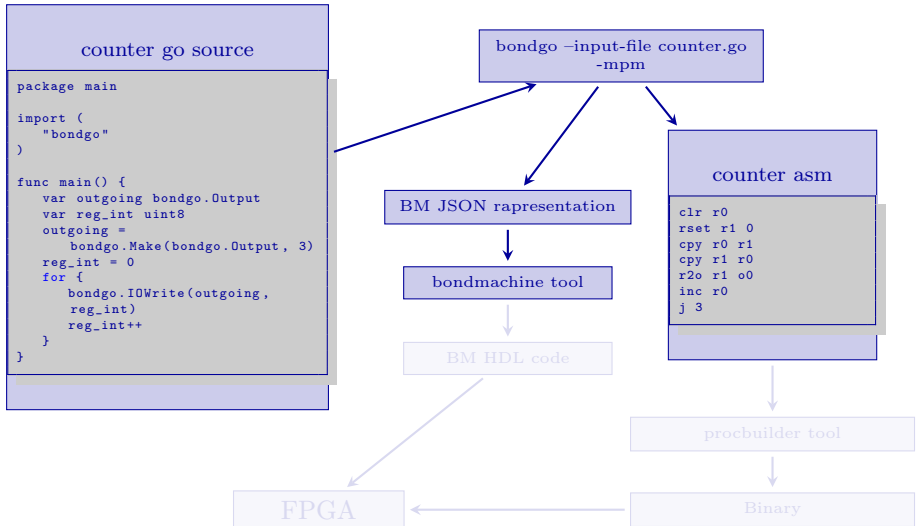 counter go source
package main
import (
"bondgo"
)
func main() {
var outgoing bondgo.Output
var reg_int uint8
outgoing =
bondgo.Make(bondgo.Output, 3)
reg_int = 0
for {
bondgo.IOWrite(outgoing,
reg_int)
reg_int++
}
}
bondgo –input-file counter.go
-mpm
BM JSON rapresentation
bondmachine tool
BM HDL code
FPGA
counter asm
clr r0
rset r1 0
cpy r0 r1
cpy r1 r0
r2o r1 o0
inc r0
j 3
procbuilder tool
Binary